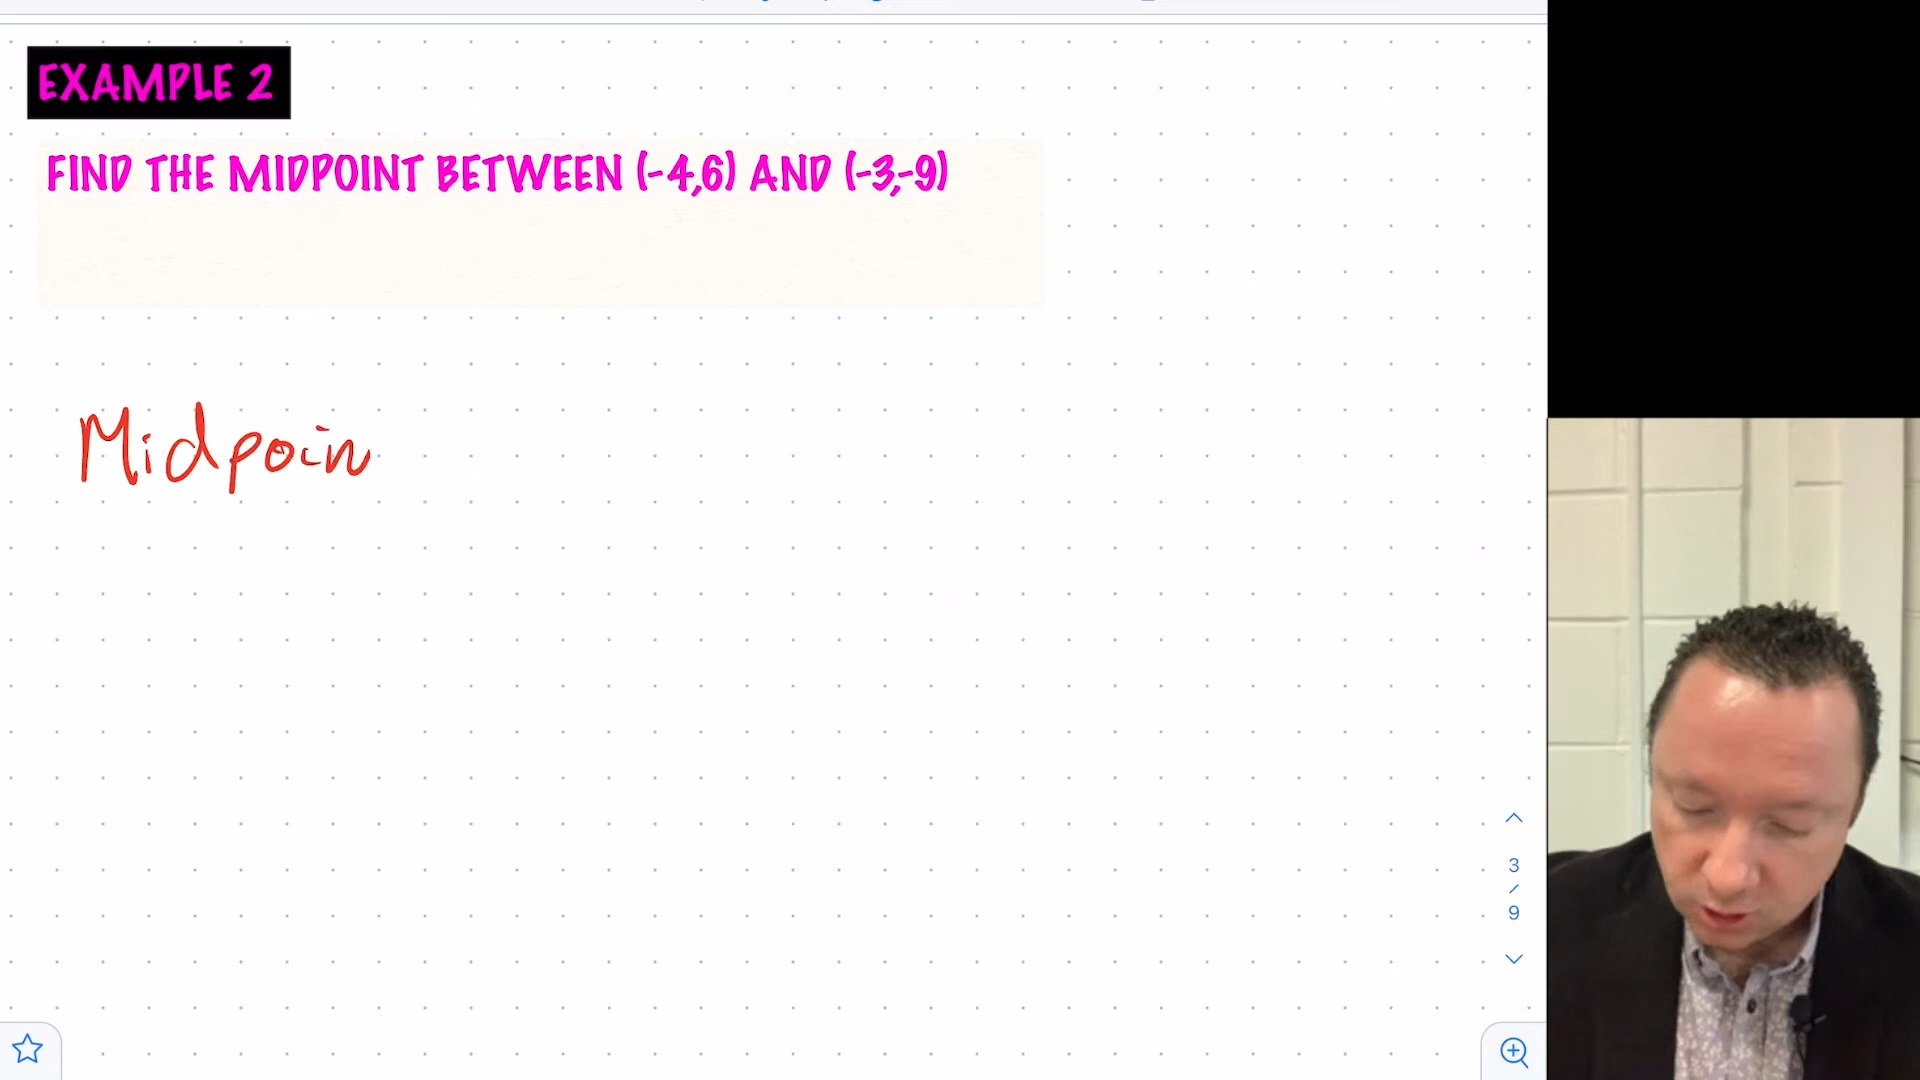 EXAMPLE 2
FIND THE MIDPOINT BETWEEN (-4,6) AND (-3,-9)
Midpoin
3
/
9